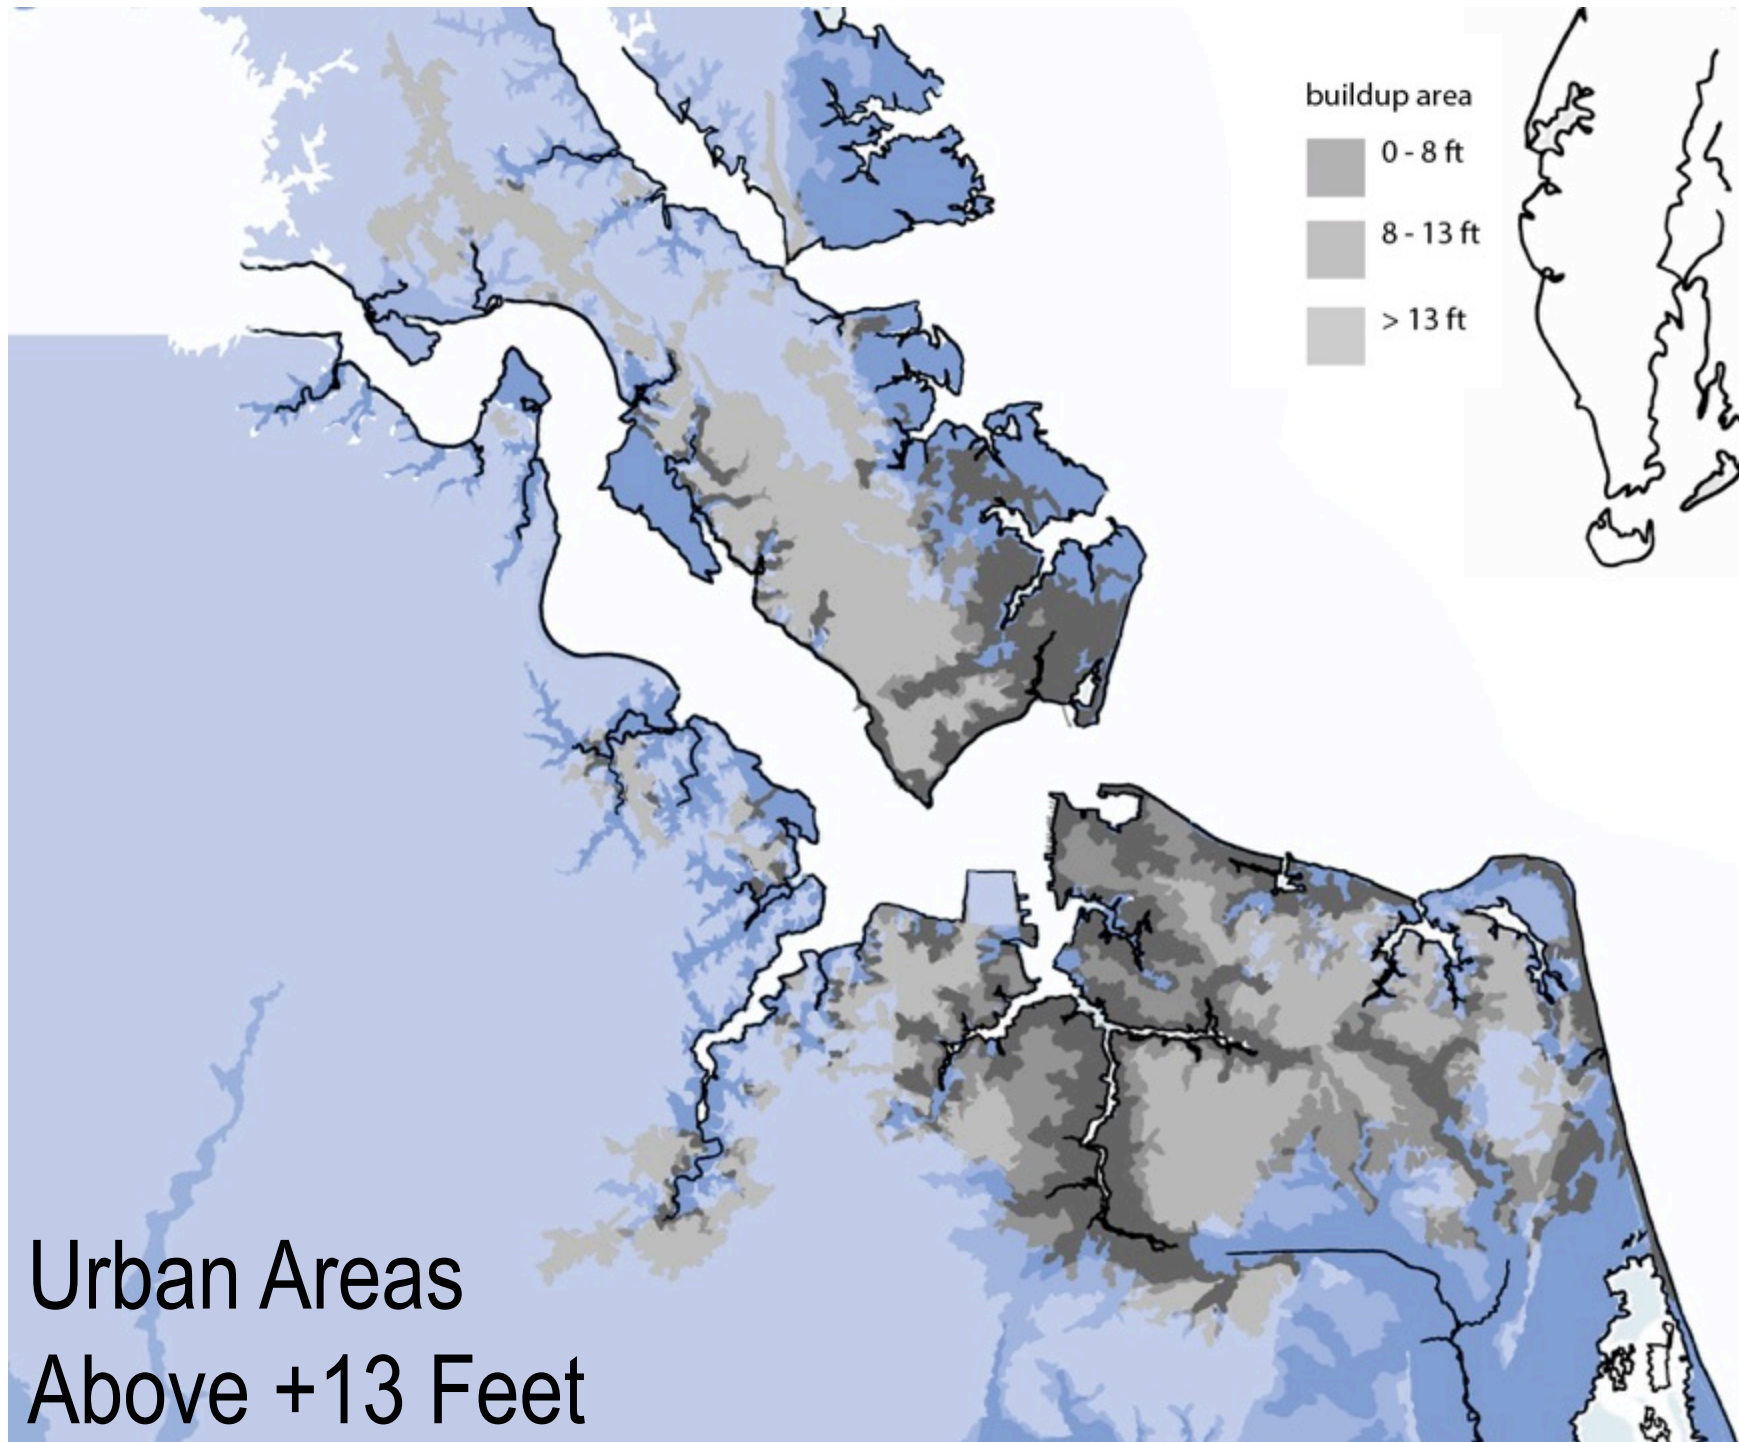 buildup area
0 - 8 ft
8 - 13 ft
> 13 ft
Urban Areas
Above +13 Feet